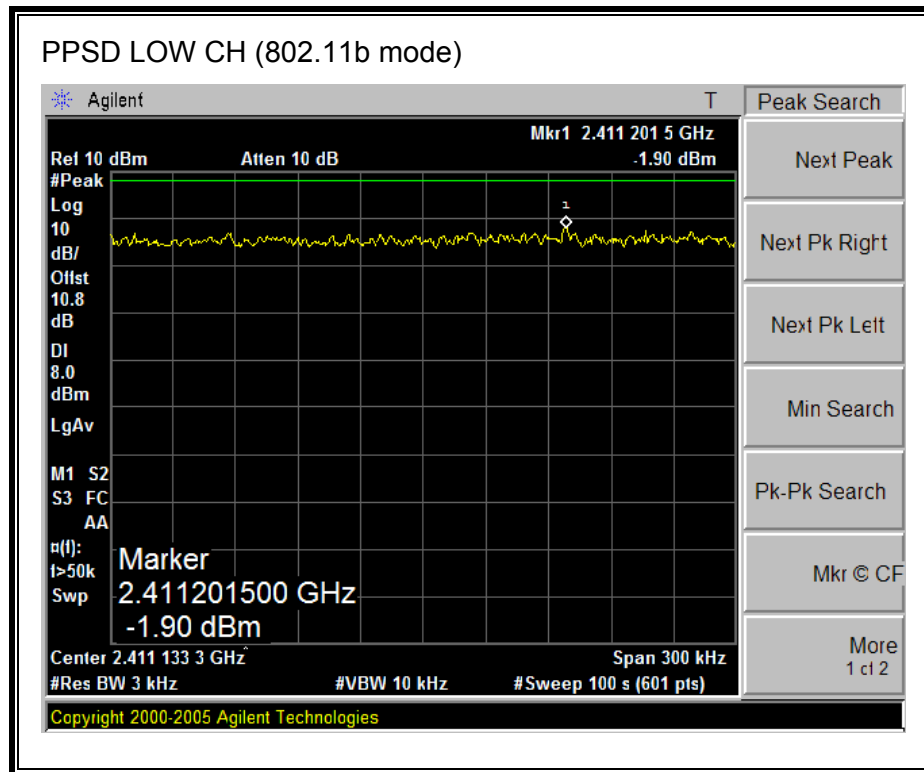 PPSD LOW CH (802.11b mode)
Agilent T
Peak Search
Mkr1 2.411 201 5 GHz
Ref 10 dBm Atten 10 dB -1.90 dBm
#Peak
Log
10
dB/
Offst
10.8
dB
DI
8.0
dBm
LgAv
M1 S2
S3 FC
AA
¤(f):
f>50k
Swp
1
Marker
2.411201500 GHz
-1.90 dBm
Center 2.411 133 3 GHz^ Span 300 kHz
#Res BW 3 kHz #VBW 10 kHz #Sweep 100 s (601 pts)
Copyright 2000-2005 Agilent Technologies
Next Peak
Next Pk Right
Next Pk Left
Min Search
Pk-Pk Search
Mkr © CF
More
1 of 2